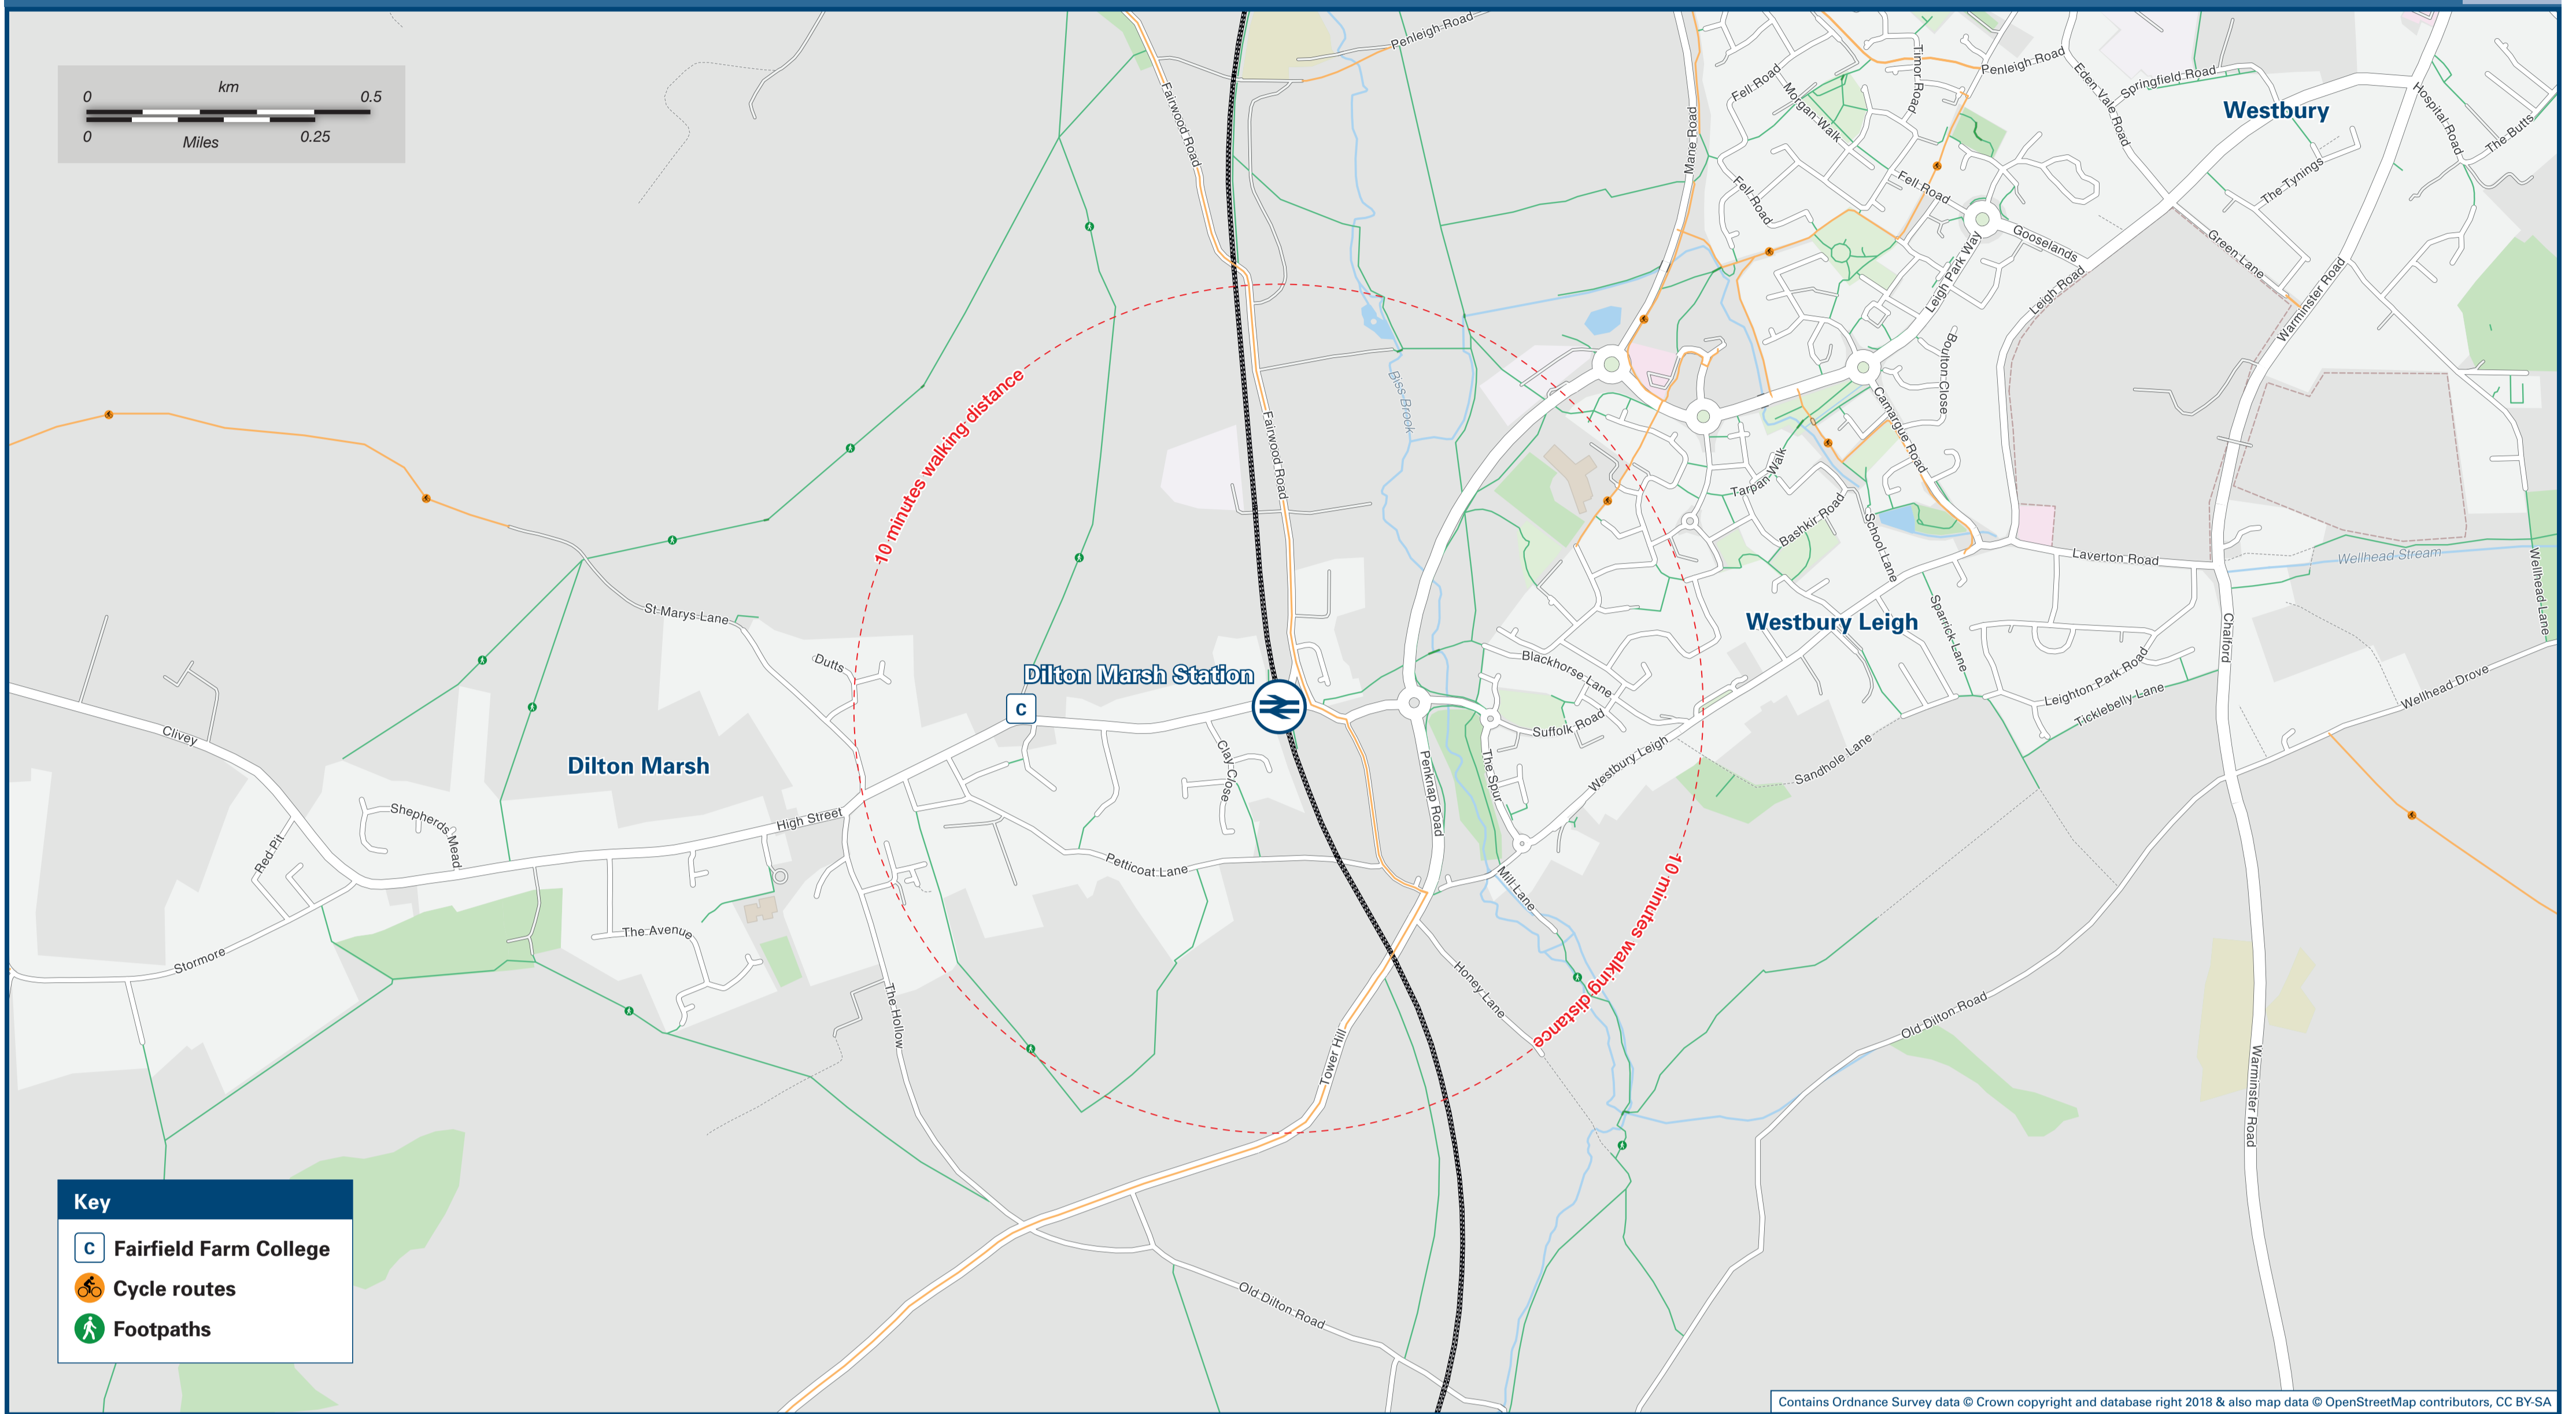 km
0
0.5
0
Miles
0.25
Penleigh Road
Fairwood Road
Mane Road
Fell Road
Morgan Walk
Timor Road
Penleigh Road
Eden Vale Road
Springfield Road
Westbury
Hospital Road
The Butts
The Tynings
Fell Road
Fell Road
Gooselands
Green Lane
Leigh Park Way
Leigh Road
Warminster Road
Boulton Close
Camargue Road
Biss Brook
Fairwood Road
10 minutes walking distance
Tarpan Walk
Bashkir Road
School Lane
Laverton Road
Wellhead Stream
Wellhead Lane
St Marys Lane
Westbury Leigh
Sparrick Lane
Chalford
Dutts
Dilton Marsh Station
C
Blackhorse Lane
Leighton Park Road
Ticklebelly Lane
Wellhead Drove
Clivey
Suffolk Road
Westbury Leigh
Sandhole Lane
Dilton Marsh
Clay Close
Penknap Road
The Spur
Shepherds Mead
High Street
Red Pit
Petticoat Lane
Mill Lane
10 minutes walking distance
The Avenue
Stormore
Honey Lane
The Hollow
Tower Hill
Old Dilton Road
Warminster Road
Old Dilton Road
Key
C Fairfield Farm College
Cycle routes
Footpaths
Contains Ordnance Survey data © Crown copyright and database right 2018 & also map data © OpenStreetMap contributors, CC BY-SA